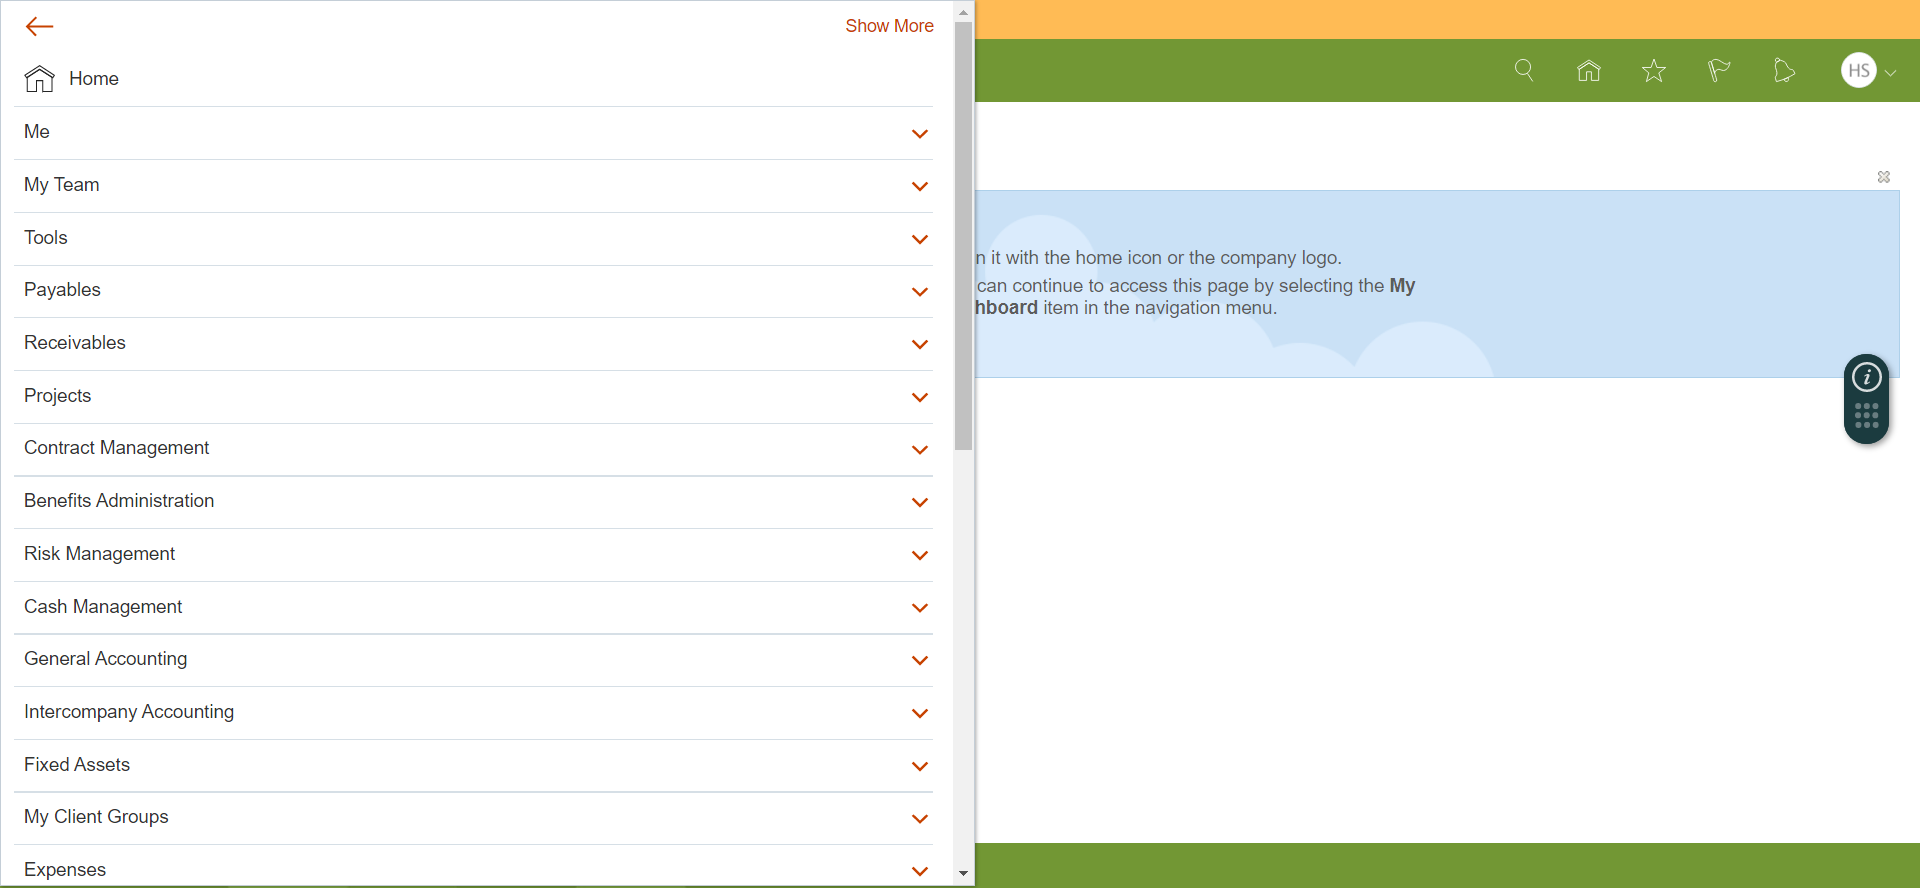 Show More
Home
Me
My Team
Tools
Payables
Receivables
Projects
Contract Management
Benefits Administration
Risk Management
Cash Management
General Accounting
Intercompany Accounting
Fixed Assets
My Client Groups
Expenses
HS
n it with the home icon or the company logo.
can continue to access this page by selecting the My
hboard item in the navigation menu.
i